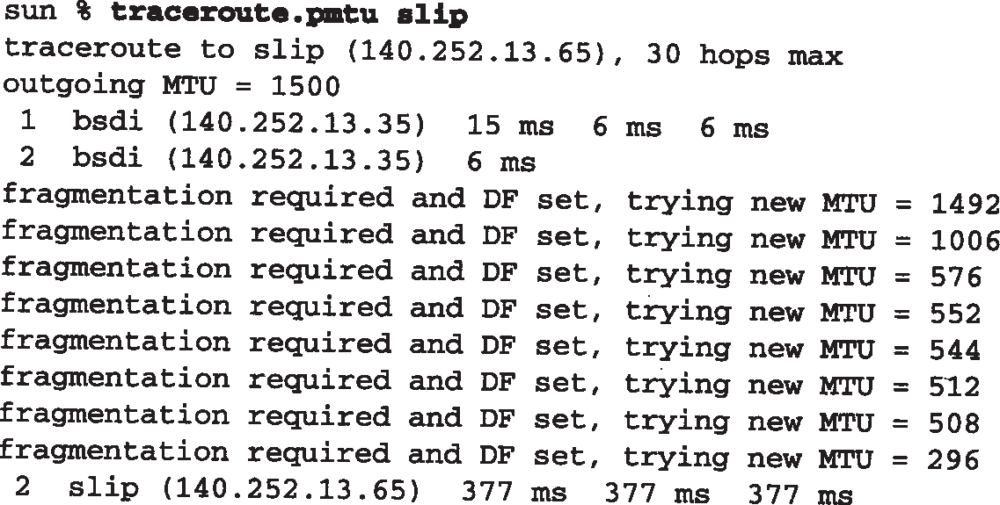 sun % traceroute.pmtu slip
traceroute to slip (140.252.13.65), 30 hops max
outgoing MTU = 1500
1 bsdi (140.252.13.35) 15 ms 6 ms 6 ms
2 bsdi (140.252.13.35) 6 ms
fragmentation required and DF set, trying new MTU = 1492
fragmentation required and DF set, trying new MTU = 1006
fragmentation required and DF set, trying new MTU = 576
fragmentation required and DF set, trying new MTU = 552
fragmentation required and DF set, trying new MTU = 544
fragmentation required and DF set, trying new MTU = 512
fragmentation required and DF set, trying new MTU = 508
fragmentation required and DF set, trying new MTU = 296
2 slip (140.252.13.65) 377 ms 377 ms 377 ms